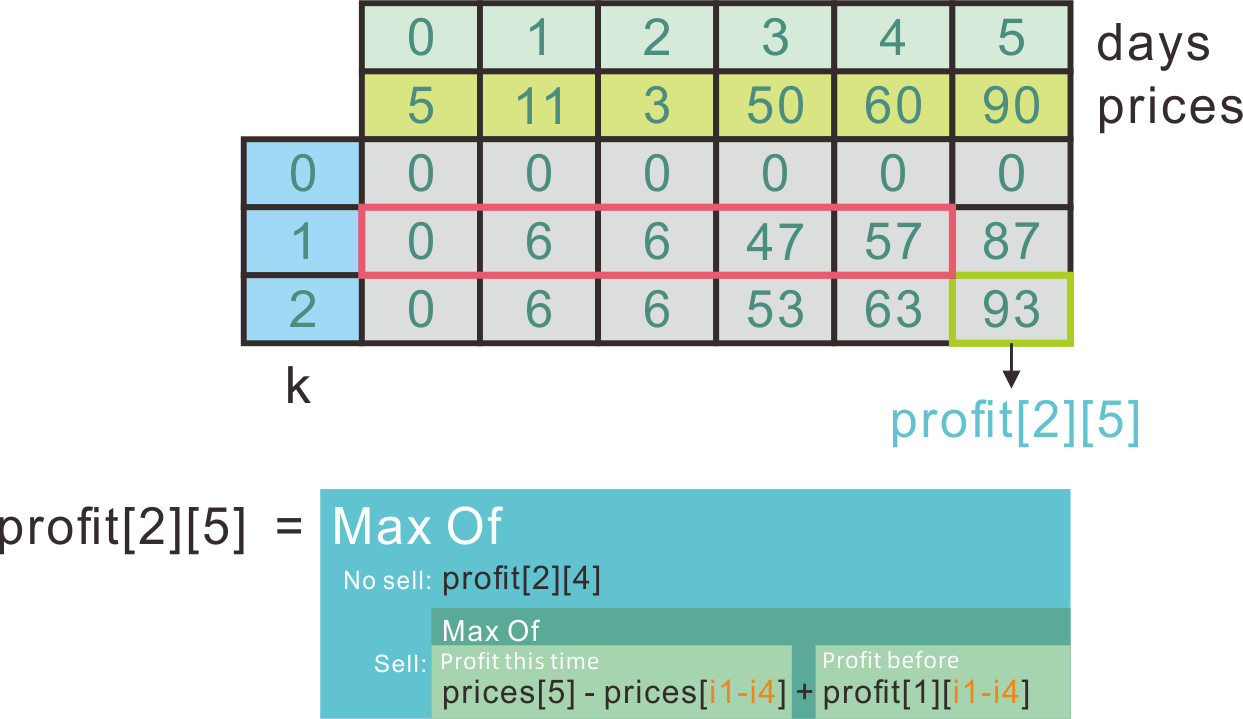 0 1 2 3 4 5 days
5 11 3 50 60 90 prices
0 0 0 0 0 0 0
1 0 6 6 47 57 87
2 0 6 6 53 63 93
k
profit[2][5]
profit[2][5] = Max Of
No sell: profit[2][4]
Max Of
Sell: Profit this time Profit before
prices[5] - prices[i1-i4] + profit[1][i1-i4]